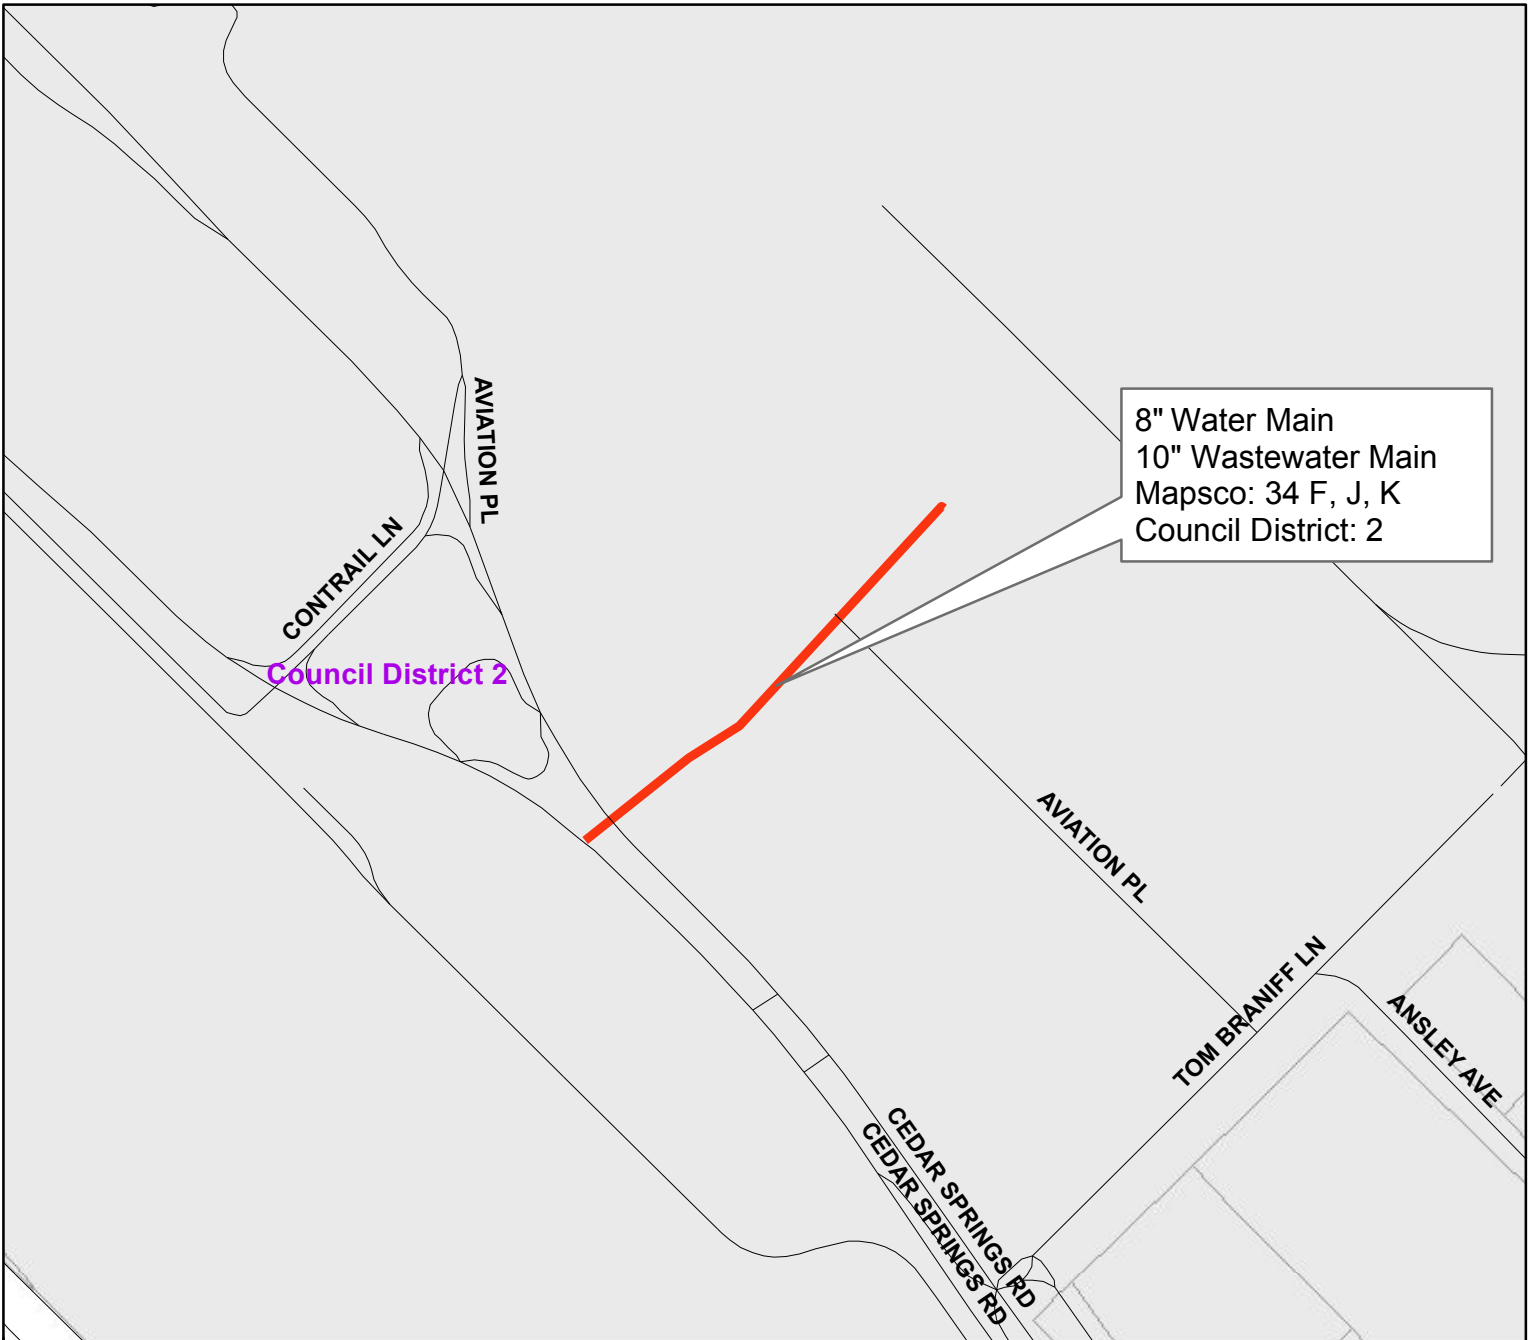 AVIATION PL
8" Water Main
10" Wastewater Main
Mapsco: 34 F, J, K
Council District: 2
CONTRAIL LN
Council District 2
AVIATION PL
TOM BRANIFF LN
ANSLEY AVE
CEDAR SPRINGS RD
CEDAR SPRINGS RD